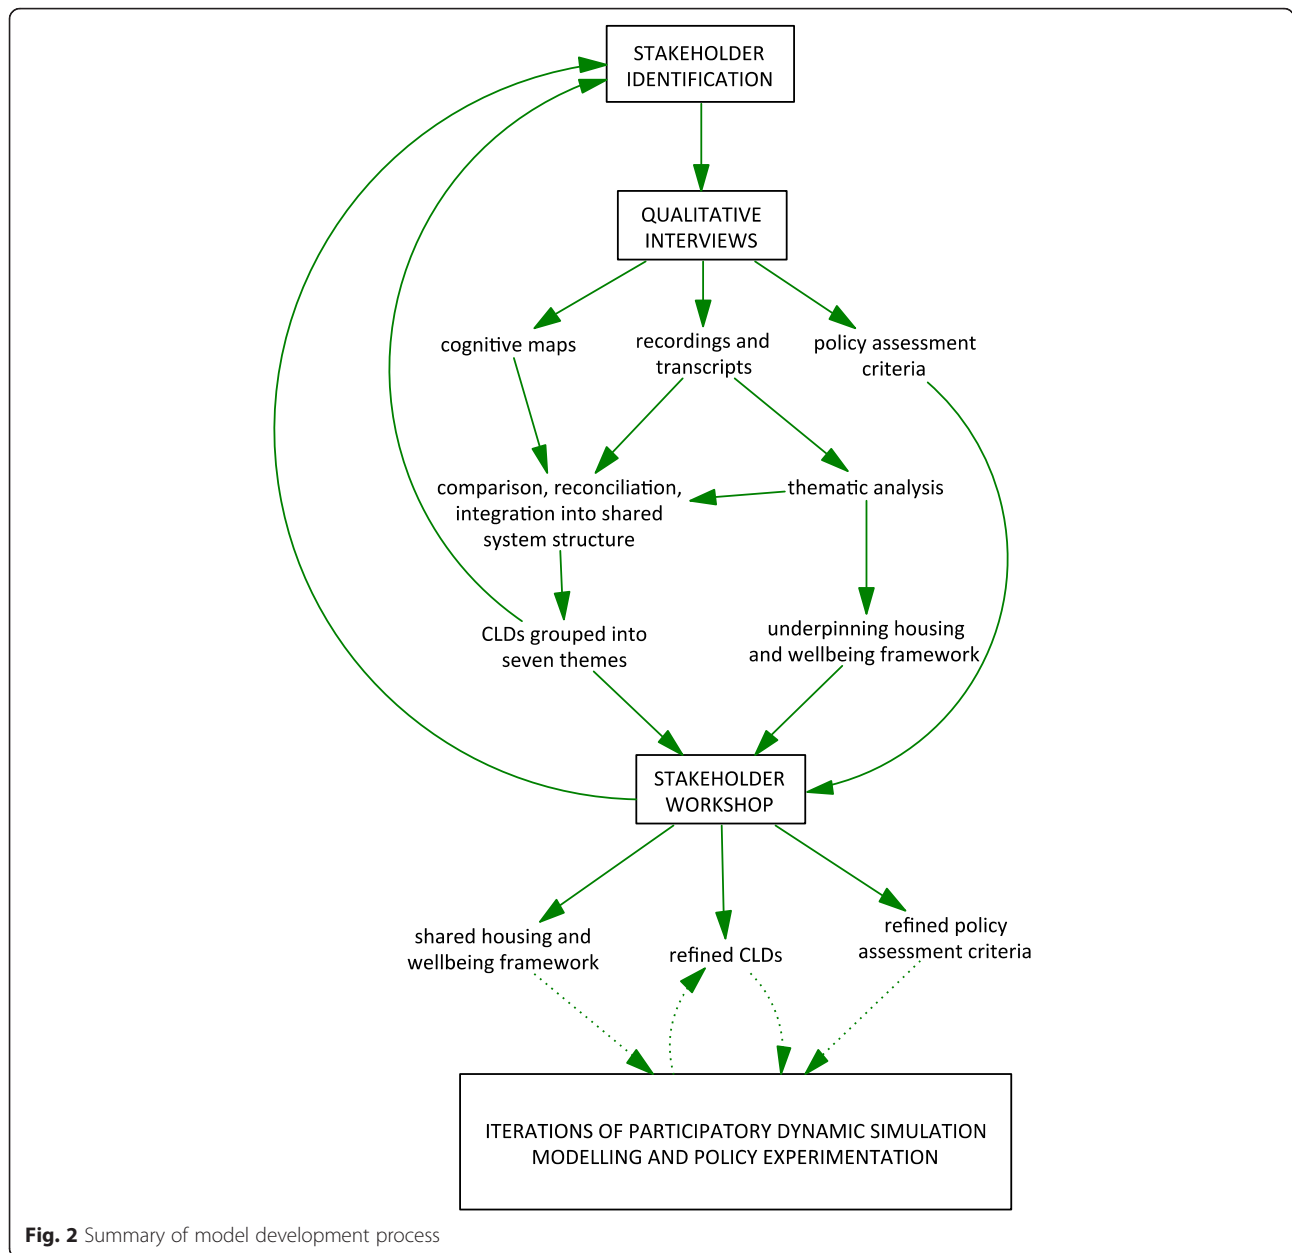 STAKEHOLDER
IDENTIFICATION
QUALITATIVE
INTERVIEWS
cognitive maps
recordings and
transcripts
policy assessment
criteria
comparison, reconciliation,
integration into shared
system structure
thematic analysis
CLDs grouped into
seven themes
underpinning housing
and wellbeing framework
STAKEHOLDER
WORKSHOP
shared housing and
wellbeing framework
refined CLDs
refined policy
assessment criteria
ITERATIONS OF PARTICIPATORY DYNAMIC SIMULATION
MODELLING AND POLICY EXPERIMENTATION
Fig. 2 Summary of model development process